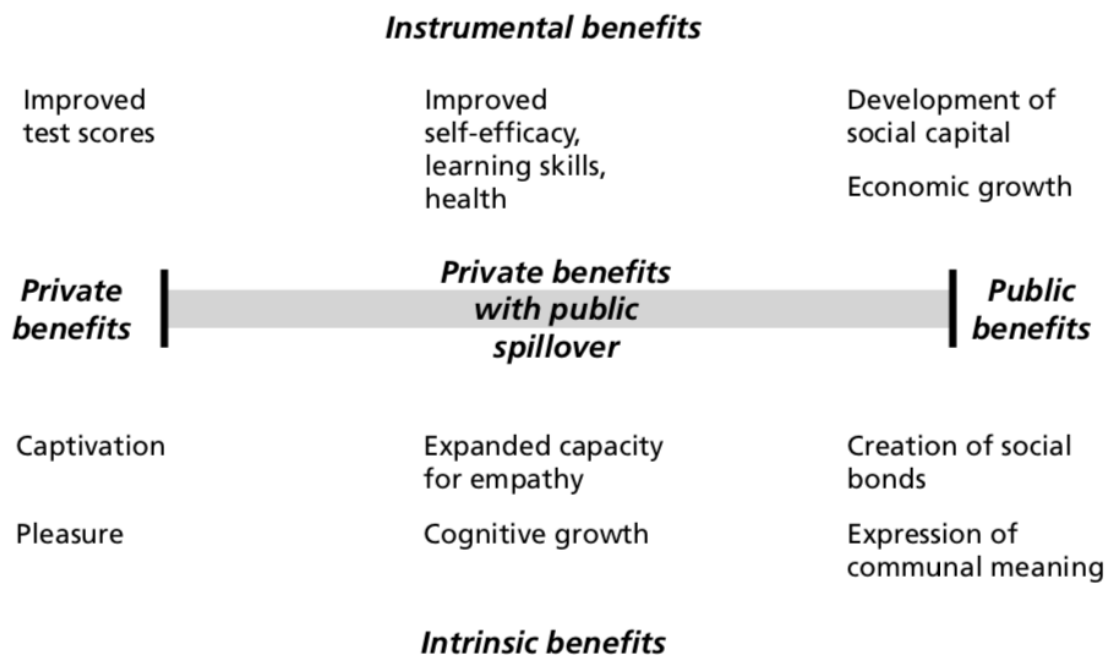 Instrumental benefits
Improved
test scores
Improved
self-efficacy,
learning skills,
health
Development of
social capital
Economic growth
Private
benefits
Private benefits
with public
spillover
Public
benefits
Captivation
Pleasure
Expanded capacity
for empathy
Cognitive growth
Creation of social
bonds
Expression of
communal meaning
Intrinsic benefits